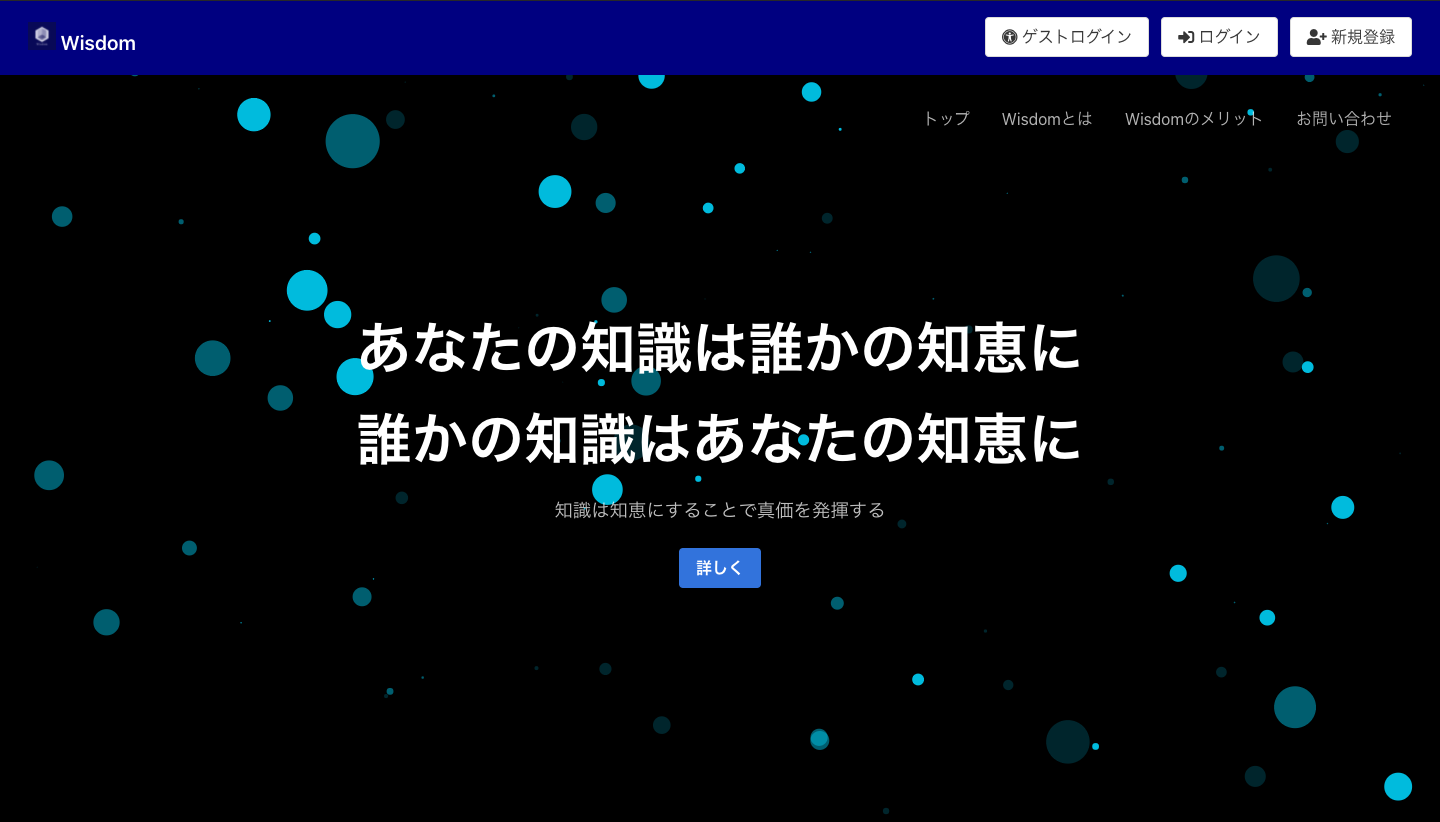 Wisdom
ゲストログイン
ログイン
新規登録
トップ
Wisdomとは
Wisdomのメリット
お問い合わせ
あなたの知識は誰かの知恵に
誰かの知識はあなたの知恵に
知識は知恵にすることで真価を発揮する
詳しく